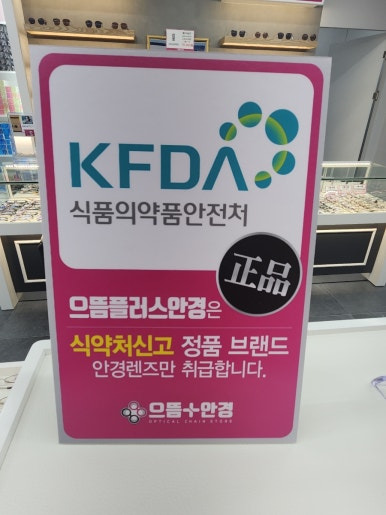 KFDA
식품의약품안전처
正品
으뜸플러스안경은
식약처신고 정품 브랜드
안경렌즈만 취급합니다.
으뜸+안경
OPTICAL CHAIN STORE